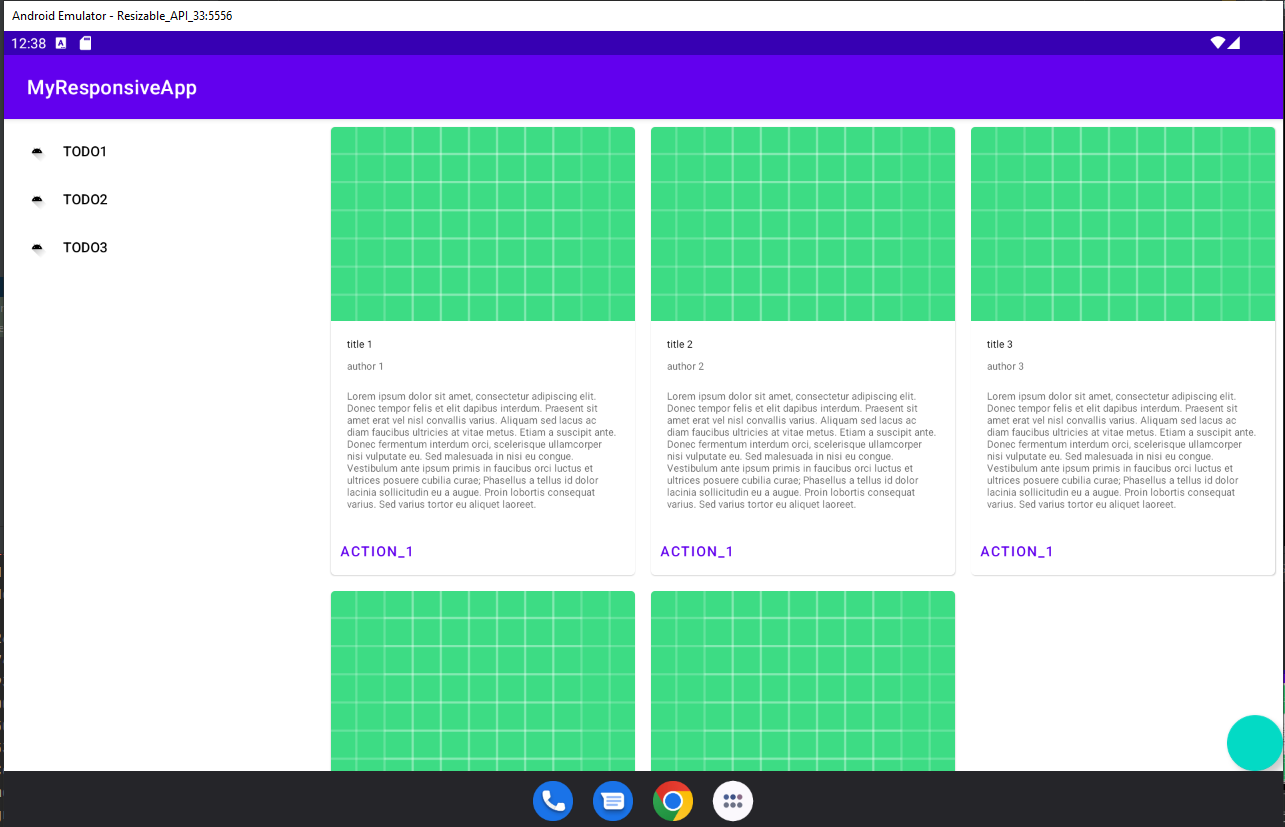 Android Emulator - Resizable_API_33:5556
12:38 A
MyResponsiveApp
TODO1
TODO2
TODO3
title 1
author 1
Lorem ipsum dolor sit amet, consectetur adipiscing elit.
Donec tempor felis et elit dapibus interdum. Praesent sit
amet erat vel nisl convallis varius. Aliquam sed lacus ac
diam faucibus ultricies at vitae metus. Etiam a suscipit ante.
Donec fermentum interdum orci, scelerisque ullamcorper
nisi vulputate eu. Sed malesuada in nisi eu congue.
Vestibulum ante ipsum primis in faucibus orci luctus et
ultrices posuere cubilia curae; Phasellus a tellus id dolor
lacinia sollicitudin eu a augue. Proin lobortis consequat
varius. Sed varius tortor eu aliquet laoreet.
ACTION_1
title 2
author 2
Lorem ipsum dolor sit amet, consectetur adipiscing elit.
Donec tempor felis et elit dapibus interdum. Praesent sit
amet erat vel nisl convallis varius. Aliquam sed lacus ac
diam faucibus ultricies at vitae metus. Etiam a suscipit ante.
Donec fermentum interdum orci, scelerisque ullamcorper
nisi vulputate eu. Sed malesuada in nisi eu congue.
Vestibulum ante ipsum primis in faucibus orci luctus et
ultrices posuere cubilia curae; Phasellus a tellus id dolor
lacinia sollicitudin eu a augue. Proin lobortis consequat
varius. Sed varius tortor eu aliquet laoreet.
ACTION_1
title 3
author 3
Lorem ipsum dolor sit amet, consectetur adipiscing elit.
Donec tempor felis et elit dapibus interdum. Praesent sit
amet erat vel nisl convallis varius. Aliquam sed lacus ac
diam faucibus ultricies at vitae metus. Etiam a suscipit ante.
Donec fermentum interdum orci, scelerisque ullamcorper
nisi vulputate eu. Sed malesuada in nisi eu congue.
Vestibulum ante ipsum primis in faucibus orci luctus et
ultrices posuere cubilia curae; Phasellus a tellus id dolor
lacinia sollicitudin eu a augue. Proin lobortis consequat
varius. Sed varius tortor eu aliquet laoreet.
ACTION_1